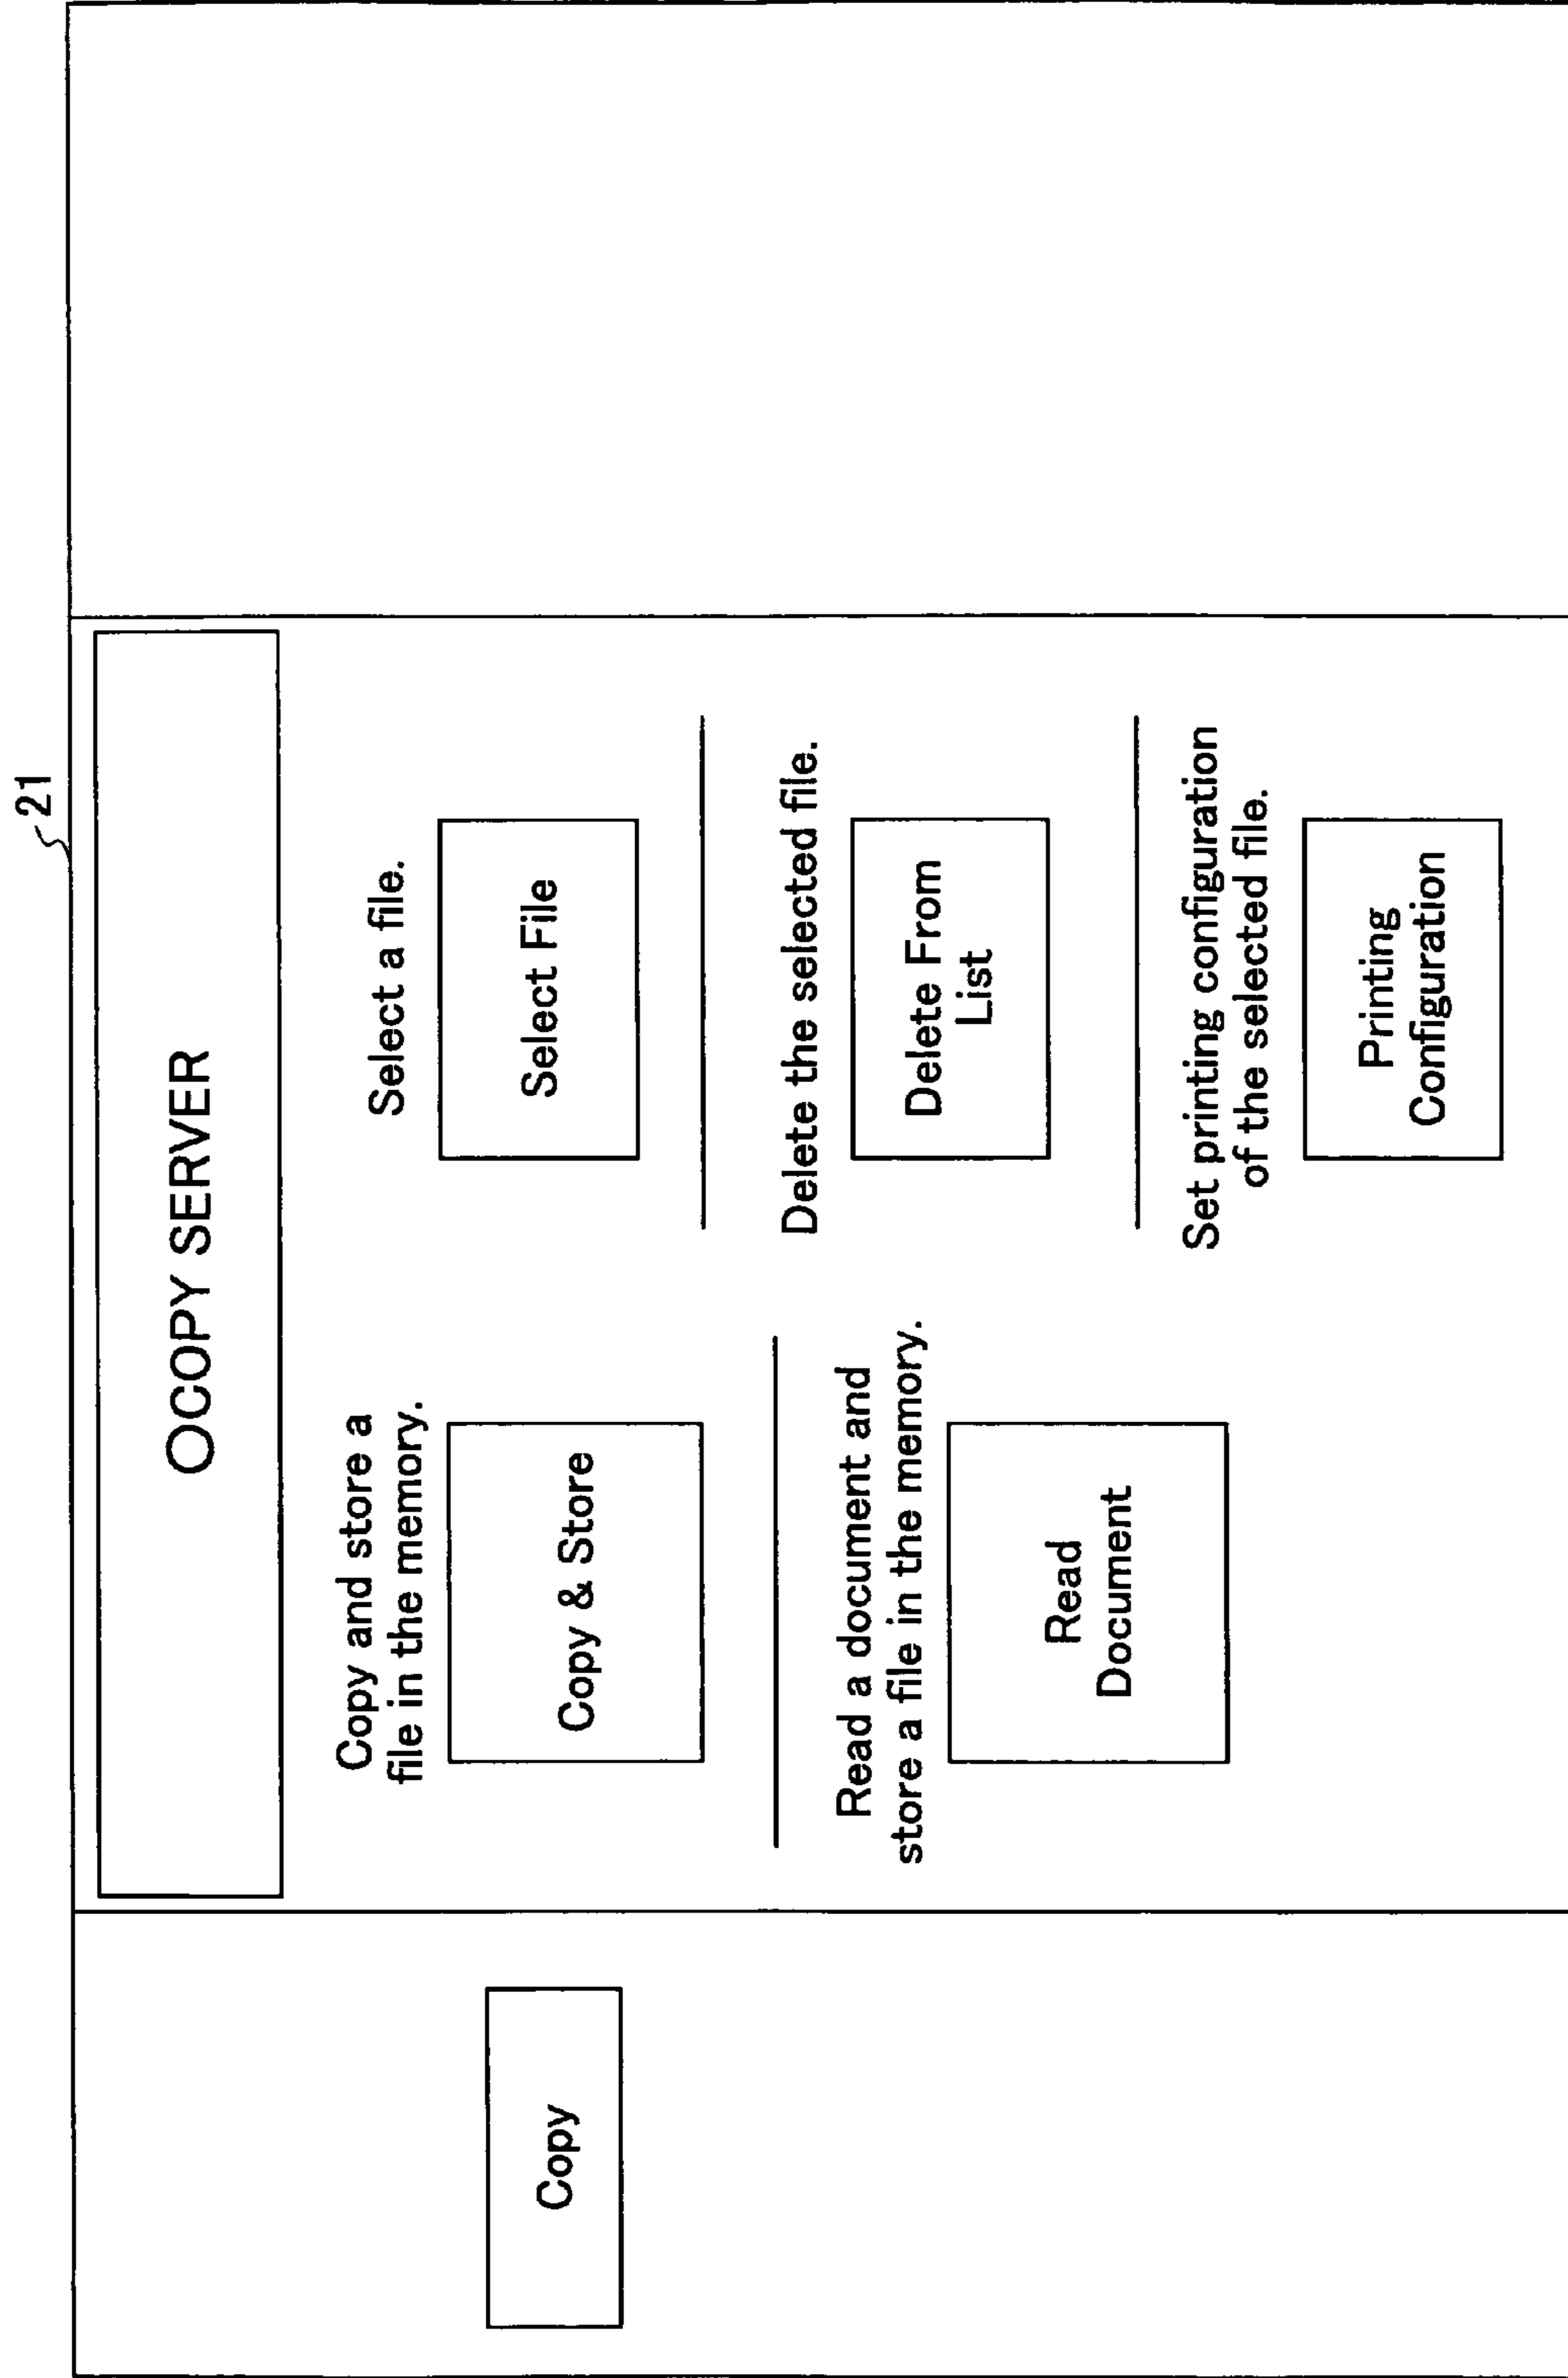 21
○COPY SERVER
Copy
Copy and store a
file in the memory.
Copy & Store
Read a document and
store a file in the memory.
Read
Document
Select a file.
Select File
Delete the selected file.
Delete From
List
Set printing configuration
of the selected file.
Printing
Configuration